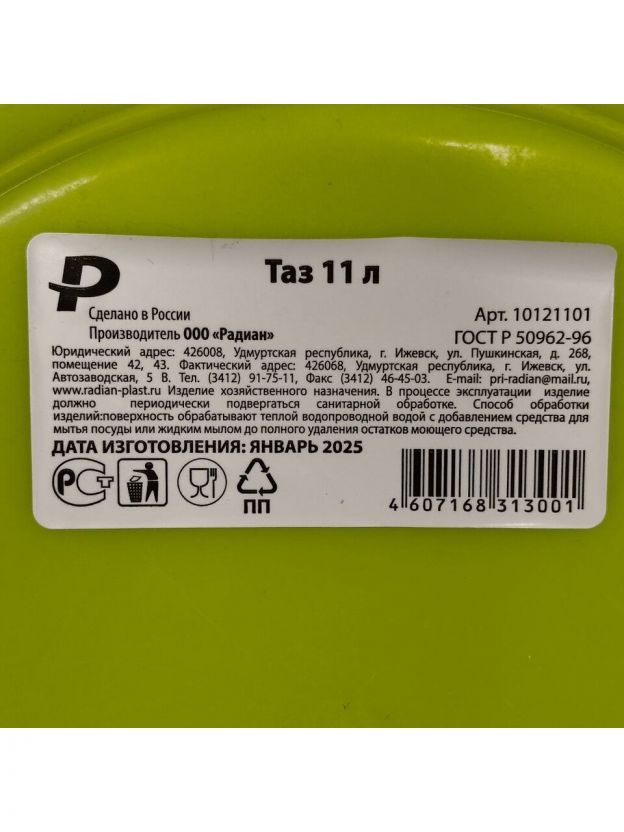 Таз 11 л
Сделано в России
Арт. 10121101
Производитель ООО «Радиан»
ГОСТ Р 50962-96
Юридический адрес: 426008, Удмуртская республика, г. Ижевск, ул. Пушкинская, д. 268,
помещение 42, 43. Фактический адрес: 426068, Удмуртская республика, г. Ижевск, ул.
Автозаводская, 5 В. Тел. (3412) 91-75-11, Факс (3412) 46-45-03. E-mail: pri-radian@mail.ru,
www.radian-plast.ru Изделие хозяйственного назначения. В процессе эксплуатации изделие
должно периодически подвергаться санитарной обработке. Способ обработки
изделий:поверхность обрабатывают теплой водопроводной водой с добавлением средства для
мытья посуды или жидким мылом до полного удаления остатков моющего средства.
ДАТА ИЗГОТОВЛЕНИЯ: ЯНВАРЬ 2025
РСТ
ПП
4 607168 313001